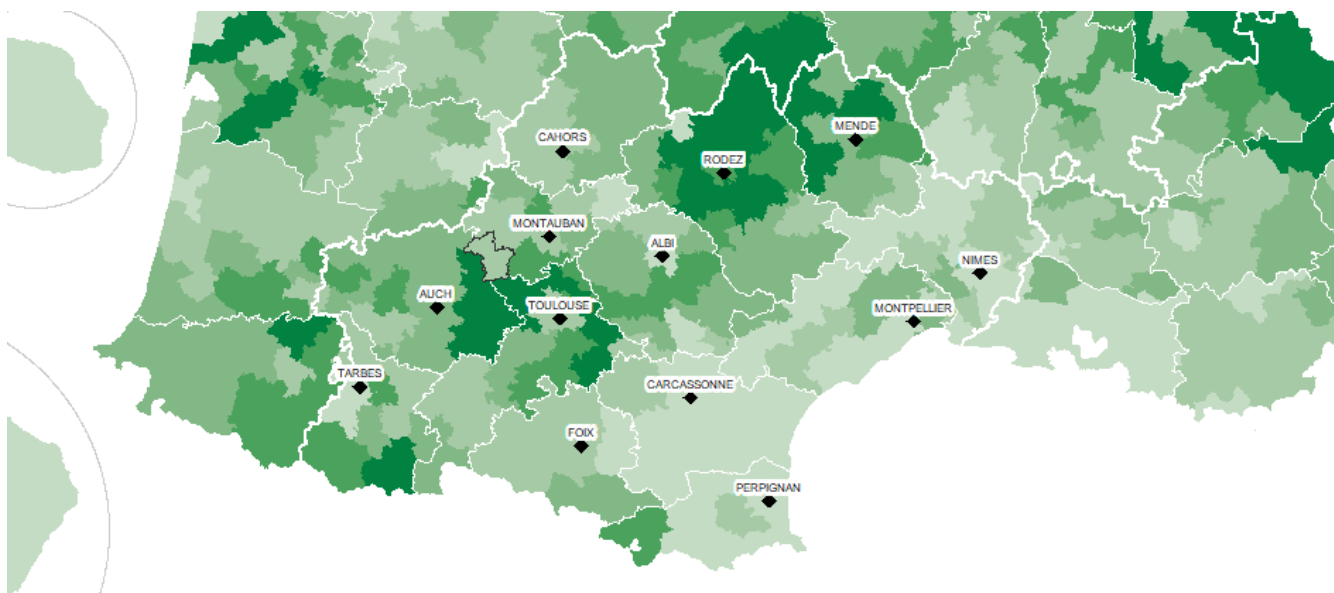 MENDE
CAHORS
RODEZ
MONTAUBAN
ALBI
NIMES
AUCH
TOULOUSE
MONTPELLIER
TARBES
CARCASSONNE
FOIX
PERPIGNAN